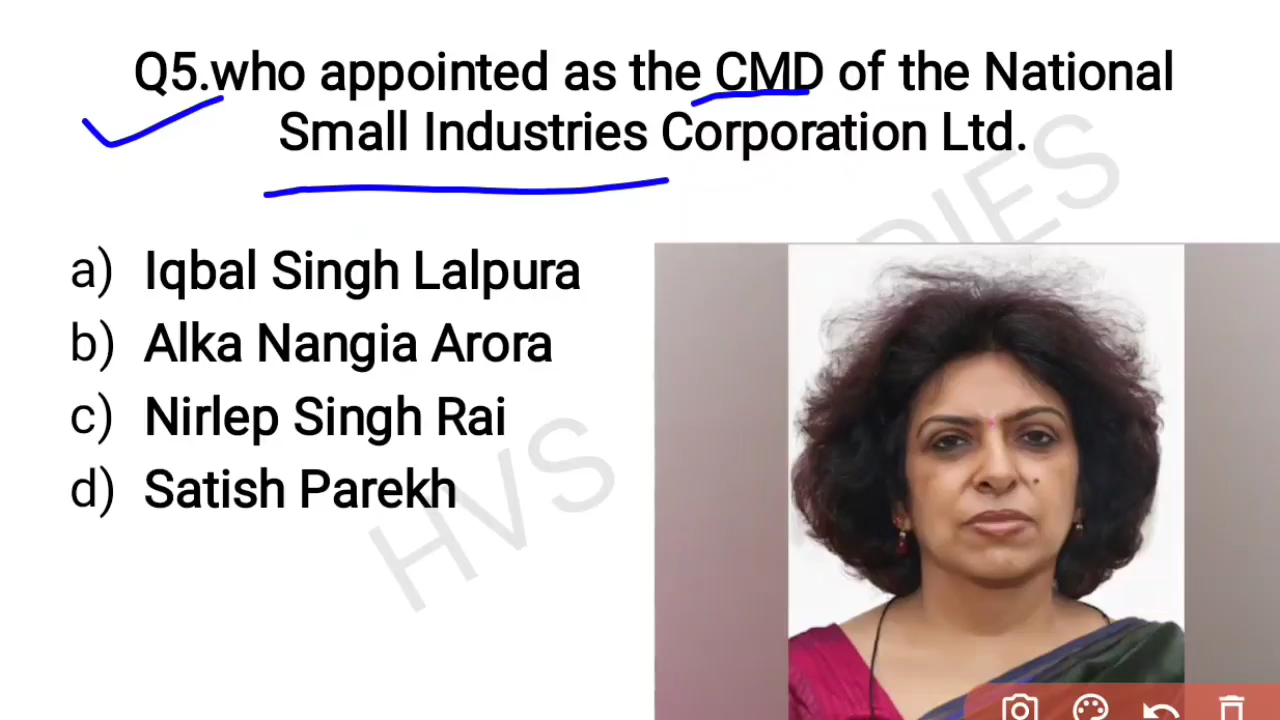 Q5.who appointed as the CMD of the National
Small Industries Corporation Ltd.
a) Iqbal Singh Lalpura
b) Alka Nangia Arora
c) Nirlep Singh Rai
d) Satish Parekh
HVS